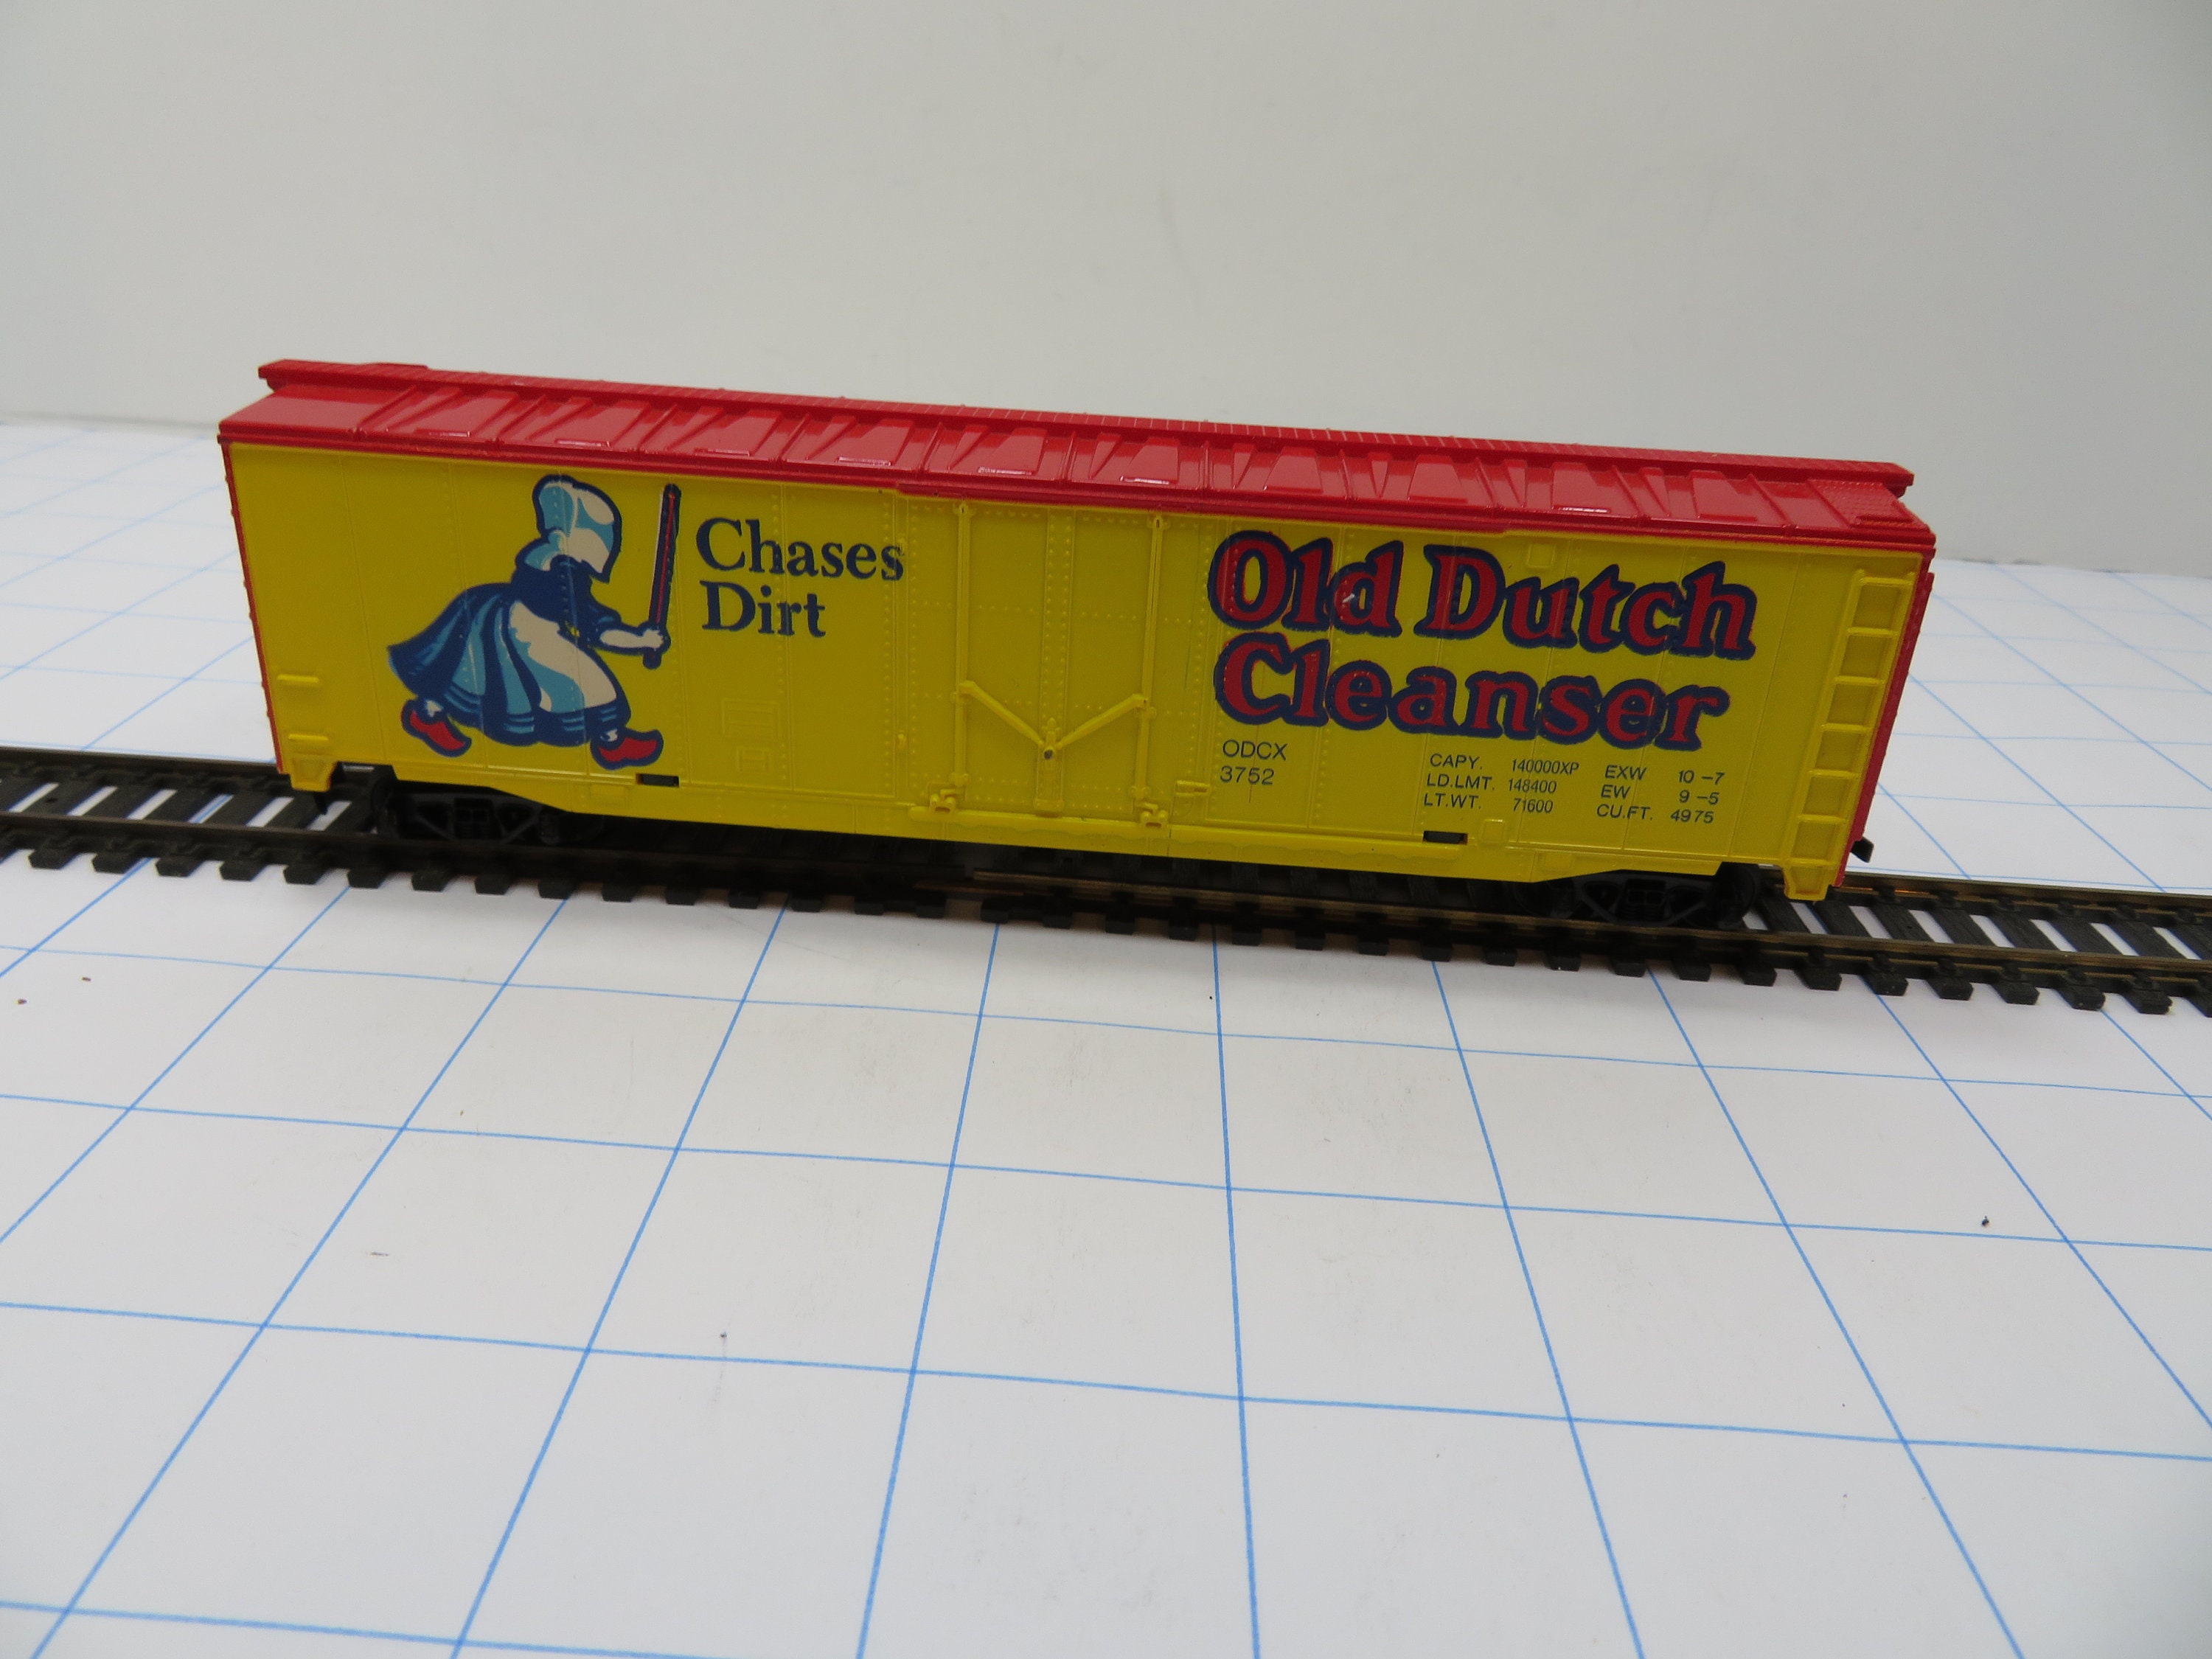 Chases
Dirt
Old Dutch
Cleanser
ODCX
3752
CAPY. 140000XP EXW 10-7
LD.LMT. 148400 EW 9-5
LT.WT. 71600 CU.FT. 4975